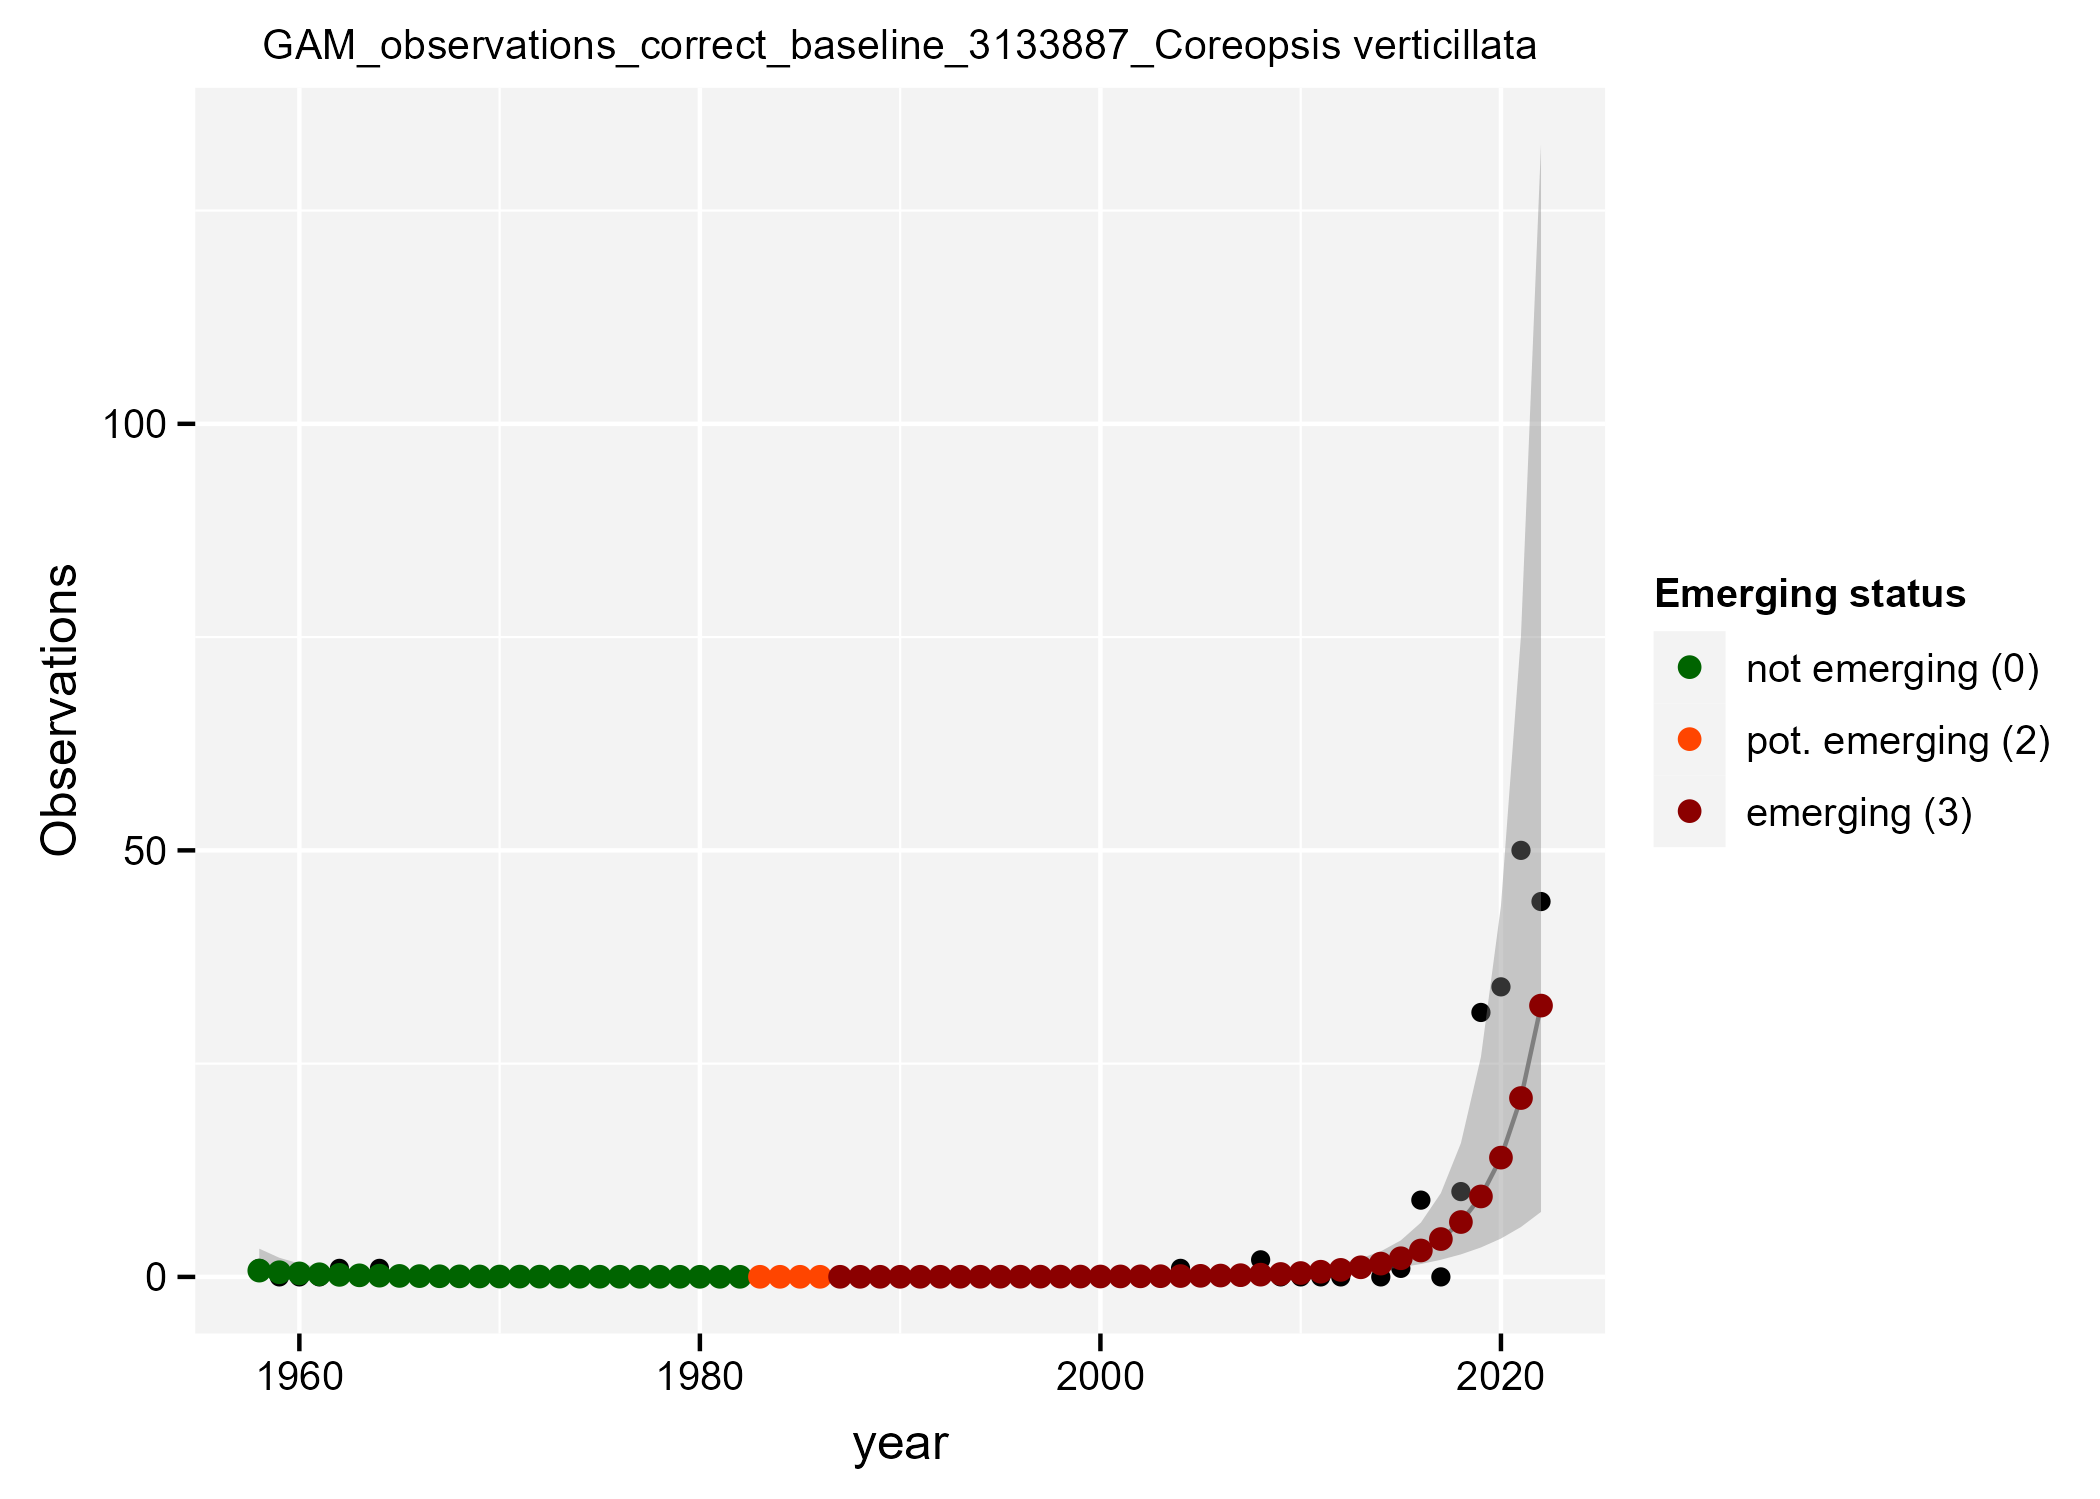 GAM_observations_correct_baseline_3133887_Coreopsis verticillata
Observations
100
50
0
1960
1980
2000
2020
year
Emerging status
not emerging (0)
pot. emerging (2)
emerging (3)